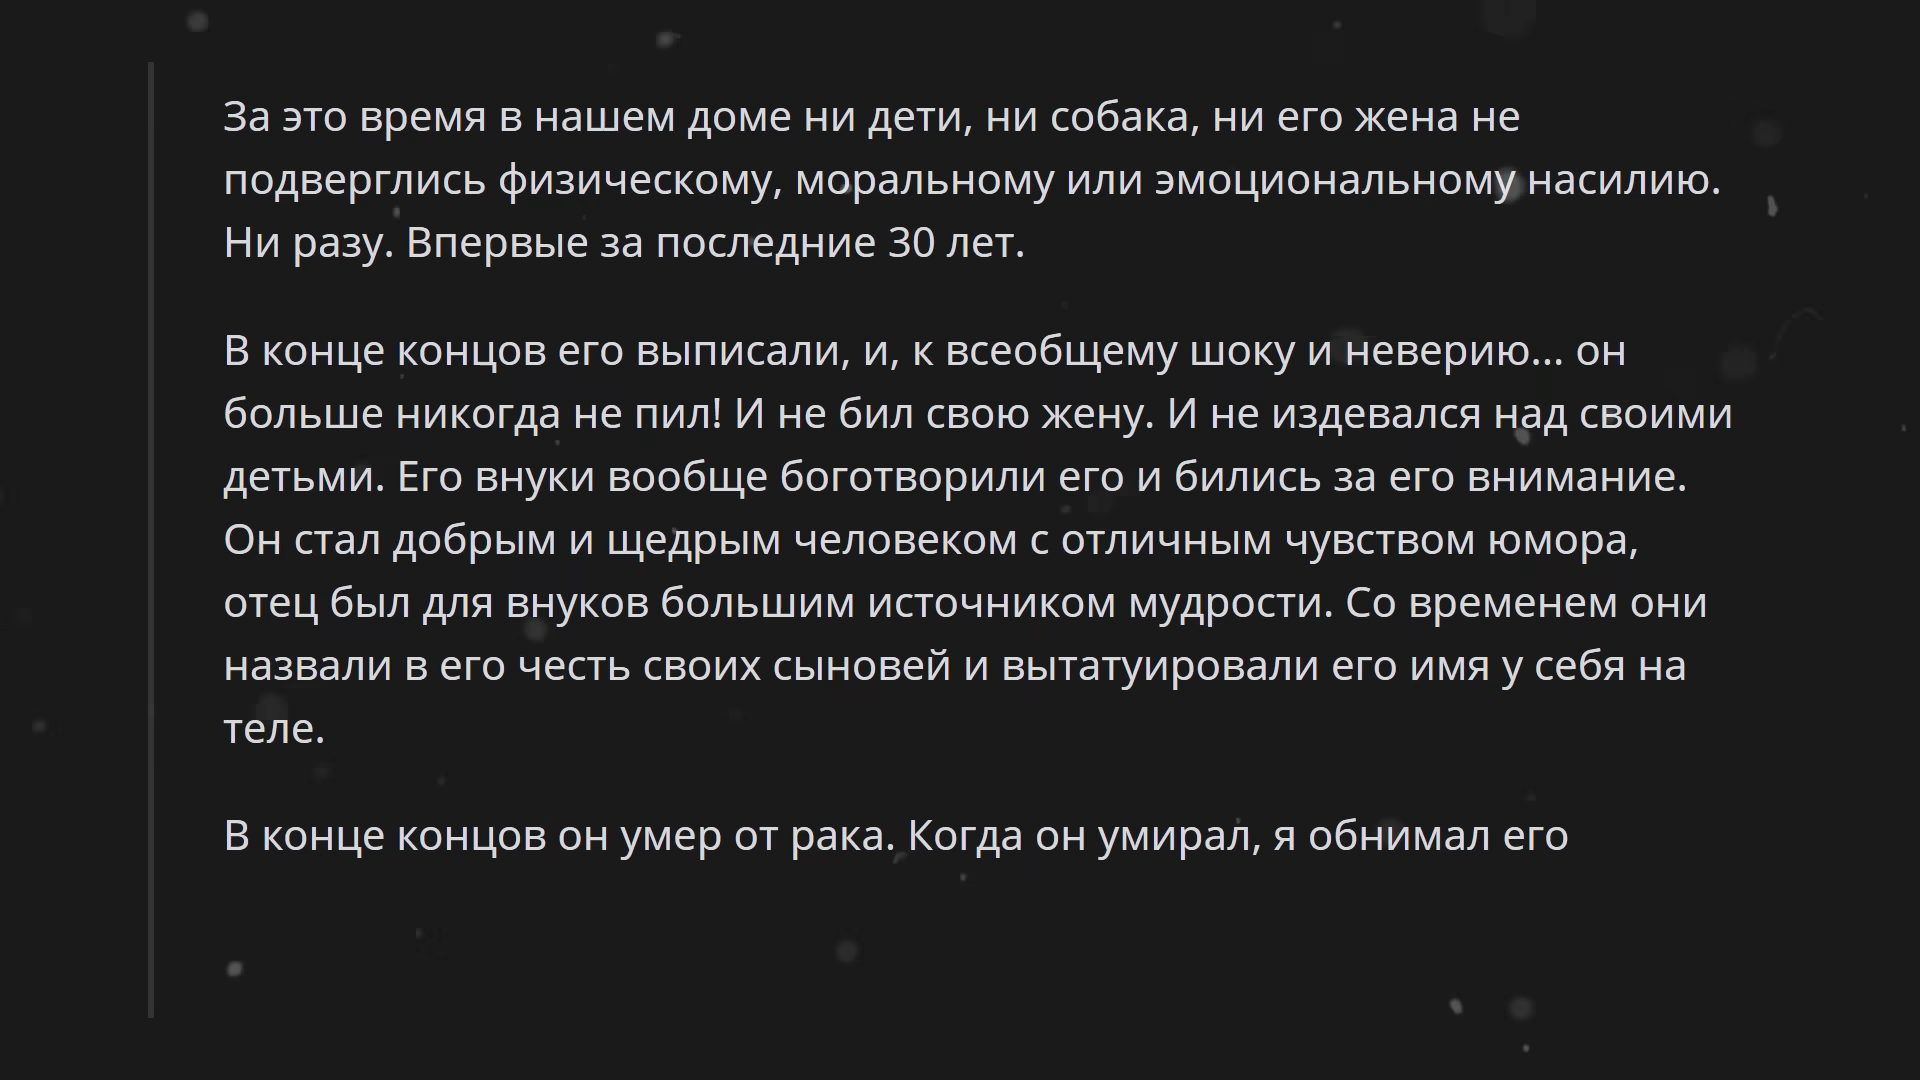 За это время в нашем доме ни дети, ни собака, ни его жена не
подверглись физическому, моральному или эмоциональному насилию.
Ни разу. Впервые за последние 30 лет.
В конце концов его выписали, и, к всеобщему шоку и неверию... он
больше никогда не пил! И не бил свою жену. И не издевался над своими
детьми. Его внуки вообще боготворили его и бились за его внимание.
Он стал добрым и щедрым человеком с отличным чувством юмора,
отец был для внуков большим источником мудрости. Со временем они
назвали в его честь своих сыновей и вытатуировали его имя у себя на
теле.
В конце концов он умер от рака. Когда он умирал, я обнимал его